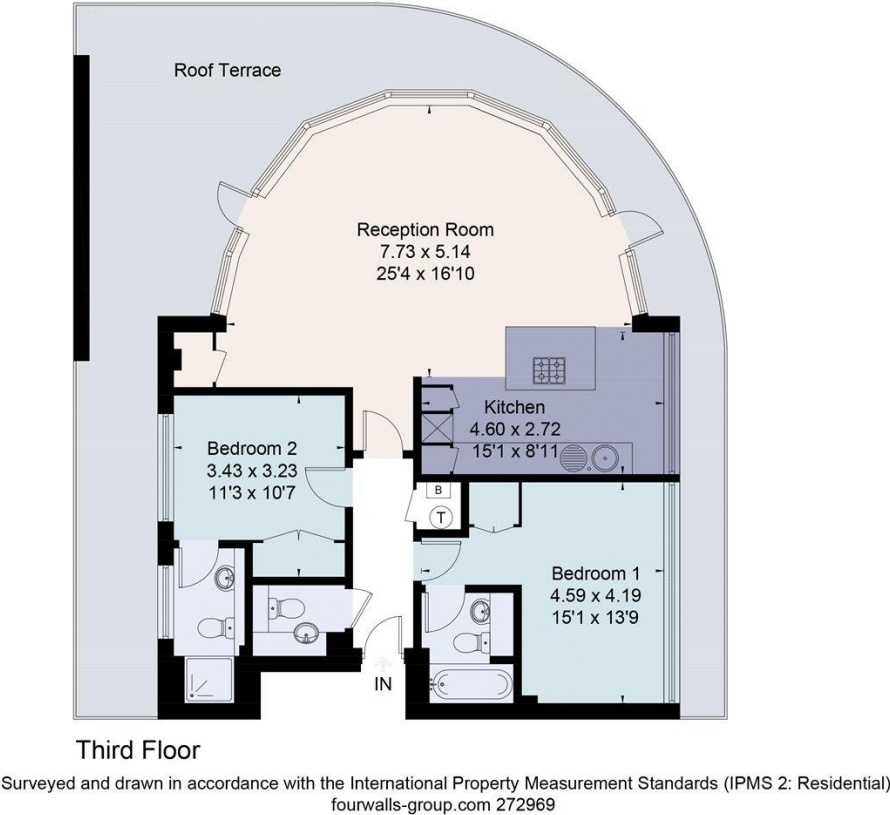 Roof Terrace
Reception Room
7.73 x 5.14
25'4 x 16'10
Kitchen
4.60 x 2.72
15'1 x 8'11
Bedroom 2
3.43 x 3.23
11'3 x 10'7
B
T
Bedroom 1
4.59 x 4.19
15'1 x 13'9
IN
Third Floor
Surveyed and drawn in accordance with the International Property Measurement Standards (IPMS 2: Residential)
fourwalls-group.com 272969